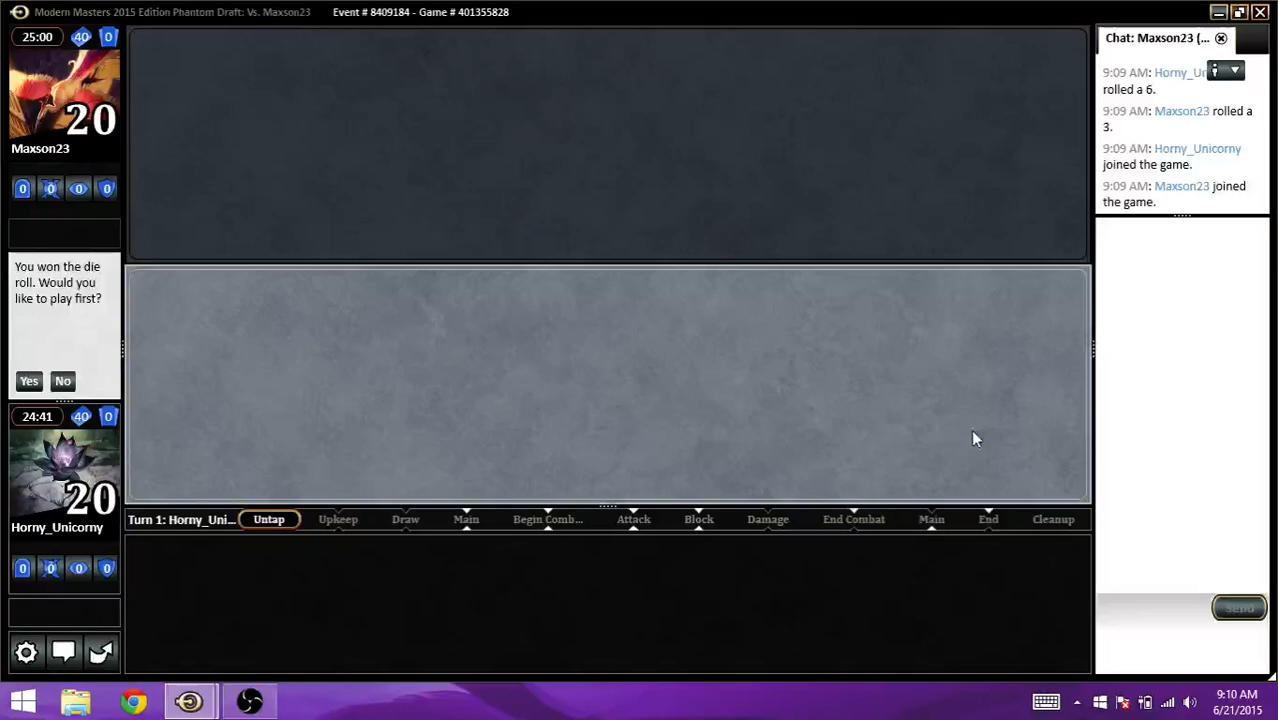 Modern Masters 2015 Edition Phantom Draft: Vs. Maxson23
Event # 8409184 - Game # 401355828
25:00
40
0
20
Maxson23
0
0
0
0
You won the die
roll. Would you
like to play first?
Yes
No
24:41
40
0
20
Horny_Unicorny
0
0
0
0
Turn 1: Horny_Uni...
Untap
Upkeep
Draw
Main
Begin Comb...
Attack
Block
Damage
End Combat
Main
End
Cleanup
Chat: Maxson23 (...
9:09 AM:
rolled a 6.
9:09 AM: Maxson23 rolled a
3.
9:09 AM: Horny_Unicorny
joined the game.
9:09 AM: Maxson23 joined
the game.
Send
9:10 AM
6/21/2015